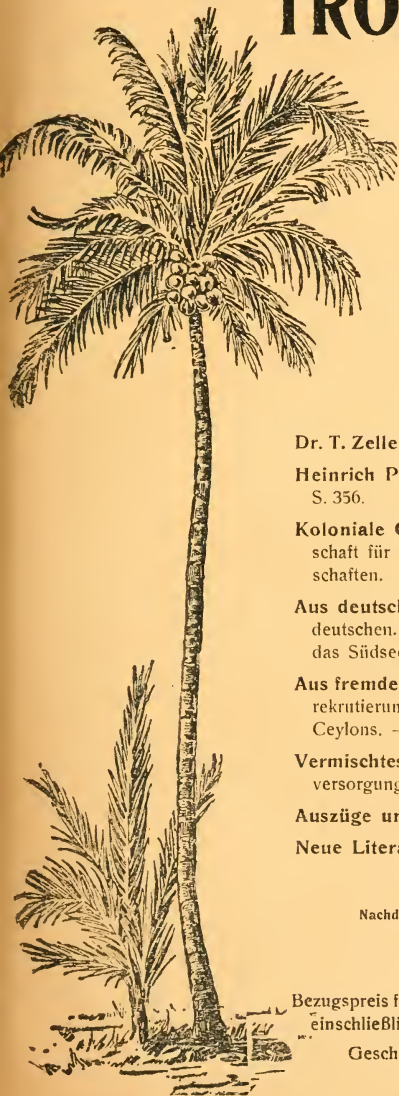 TRO
Dr. T. Zelle
Heinrich P
S. 356.
Koloniale
schaft für
schaften.
Aus deutsch
deutschen.
das Südsee
Aus fremde
rekrutierun
Ceylons. –
Vermischtes
versorgung
Auszüge un
Neue Litera
Nachd
Bezugspreis f
einschließli
Gesch